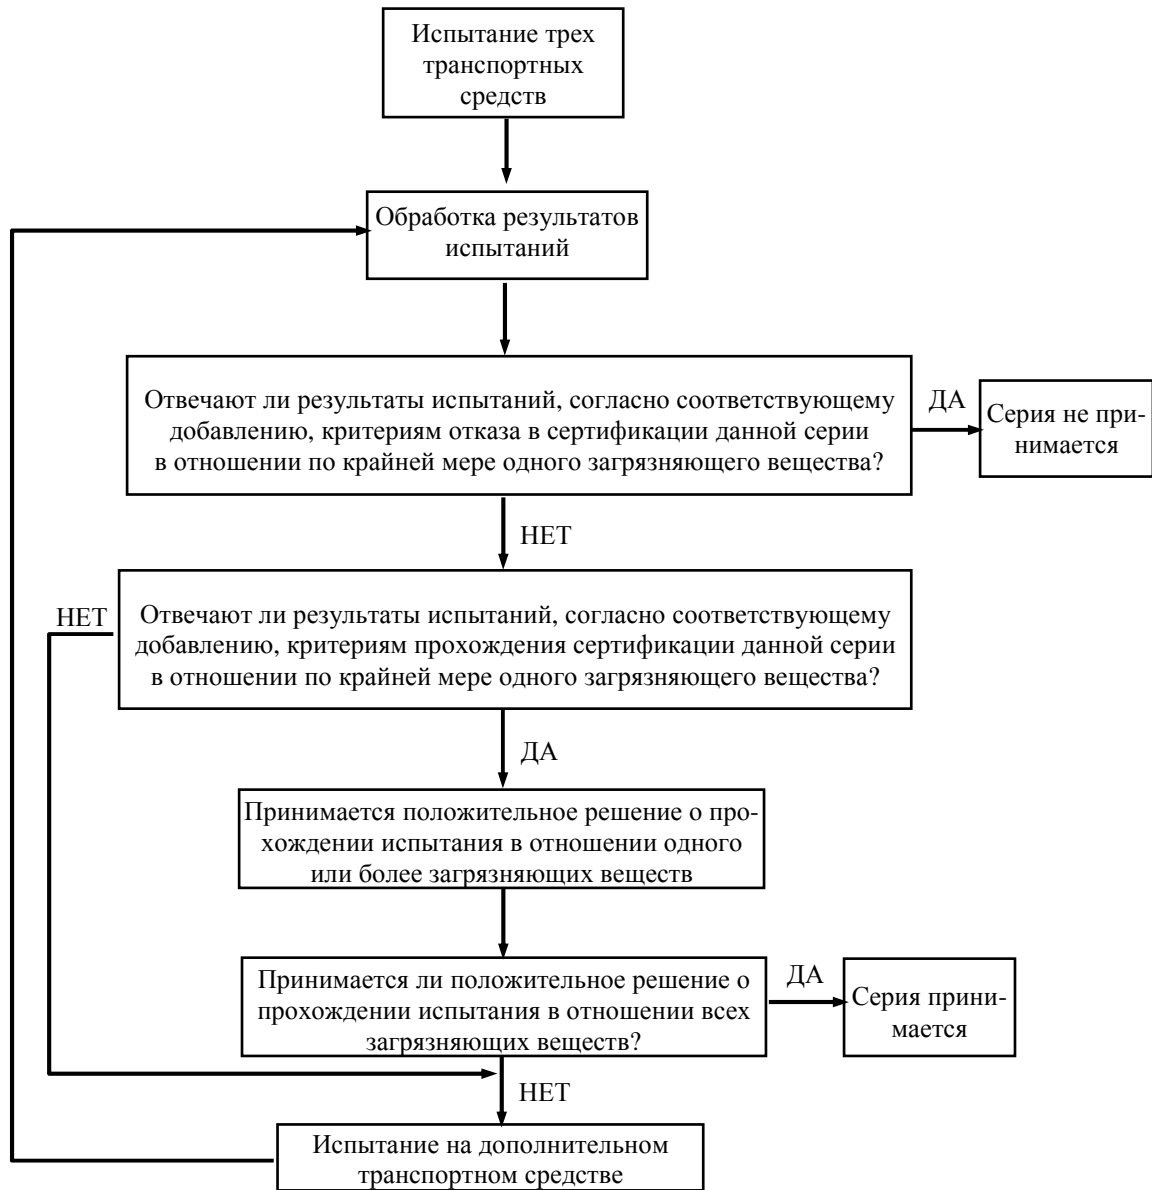 Испытание трех
транспортных
средств
Обработка результатов
испытаний
Отвечают ли результаты испытаний, согласно соответствующему
добавлению, критериям отказа в сертификации данной серии
в отношении по крайней мере одного загрязняющего вещества?
ДА
Серия не при-
нимается
НЕТ
НЕТ
Отвечают ли результаты испытаний, согласно соответствующему
добавлению, критериям прохождения сертификации данной серии
в отношении по крайней мере одного загрязняющего вещества?
ДА
Принимается положительное решение о про-
хождении испытания в отношении одного
или более загрязняющих веществ
Принимается ли положительное решение о
прохождении испытания в отношении всех
загрязняющих веществ?
ДА
Серия прини-
мается
НЕТ
Испытание на дополнительном
транспортном средстве